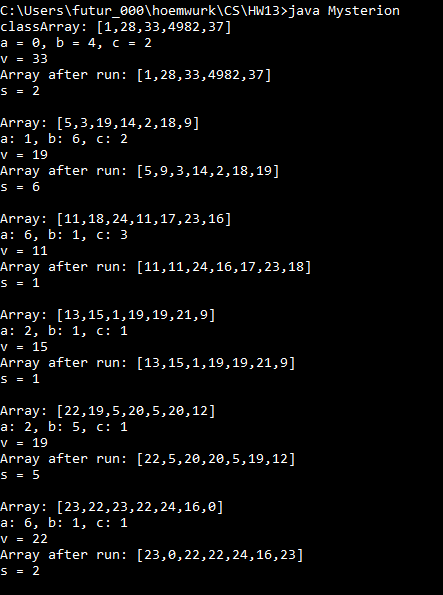 C:\Users\futur_000\hoemwurk\CS\HW13>java Mysterion
classArray: [1,28,33,4982,37]
a = 0, b = 4, c = 2
v = 33
Array after run: [1,28,33,4982,37]
s = 2
Array: [5,3,19,14,2,18,9]
a: 1, b: 6, c: 2
v = 19
Array after run: [5,9,3,14,2,18,19]
s = 6
Array: [11,18,24,11,17,23,16]
a: 6, b: 1, c: 3
v = 11
Array after run: [11,11,24,16,17,23,18]
s = 1
Array: [13,15,1,19,19,21,9]
a: 2, b: 1, c: 1
v = 15
Array after run: [13,15,1,19,19,21,9]
s = 1
Array: [22,19,5,20,5,20,12]
a: 2, b: 5, c: 1
v = 19
Array after run: [22,5,20,20,5,19,12]
s = 5
Array: [23,22,23,22,24,16,0]
a: 6, b: 1, c: 1
v = 22
Array after run: [23,0,22,22,24,16,23]
s = 2